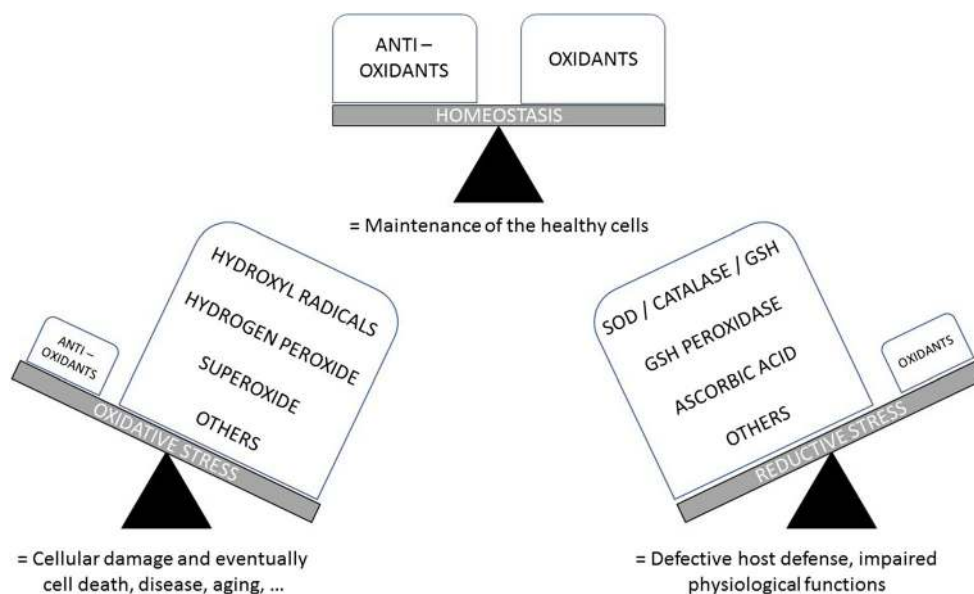 ANTI –
OXIDANTS
OXIDANTS
HOMEOSTASIS
= Maintenance of the healthy cells
HYDROXYL RADICALS
HYDROGEN PEROXIDE
SUPEROXIDE
OTHERS
ANTI –
OXIDANTS
OXIDATIVE STRESS
= Cellular damage and eventually
cell death, disease, aging, ...
SOD / CATALASE / GSH
GSH PEROXIDASE
ASCORBIC ACID
OTHERS
OXIDANTS
REDUCTIVE STRESS
= Defective host defense, impaired
physiological functions